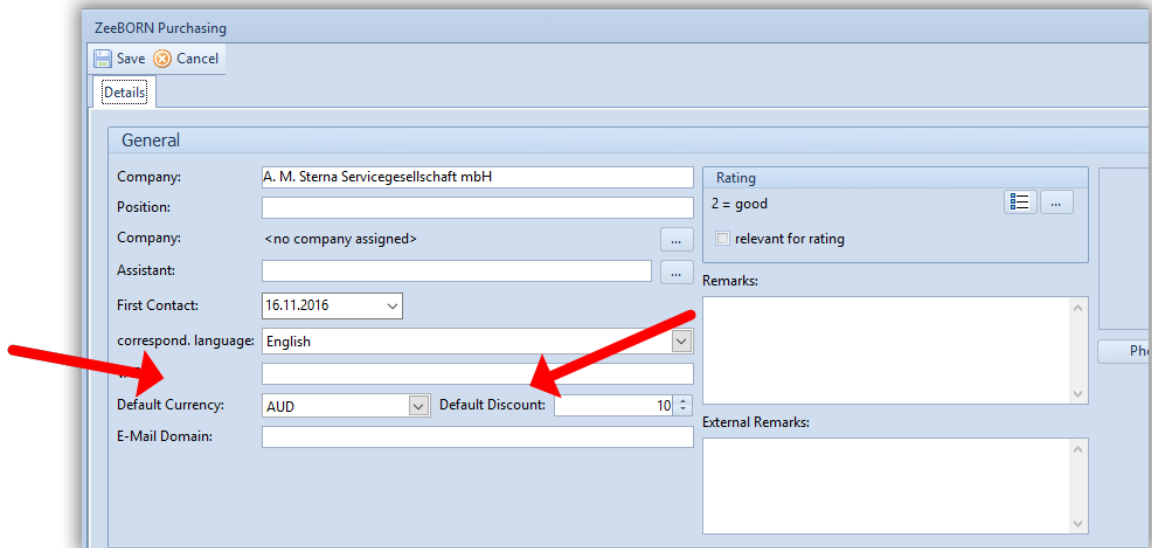 ZeeBORN Purchasing
Save Cancel
Details
General
Company: A. M. Sterna Servicegesellschaft mbH
Position:
Company: <no company assigned> ...
Assistant: ...
First Contact: 16.11.2016
correspond. language: English
Default Currency: AUD Default Discount: 10
E-Mail Domain:
Rating
2 = good ...
relevant for rating
Remarks:
External Remarks: